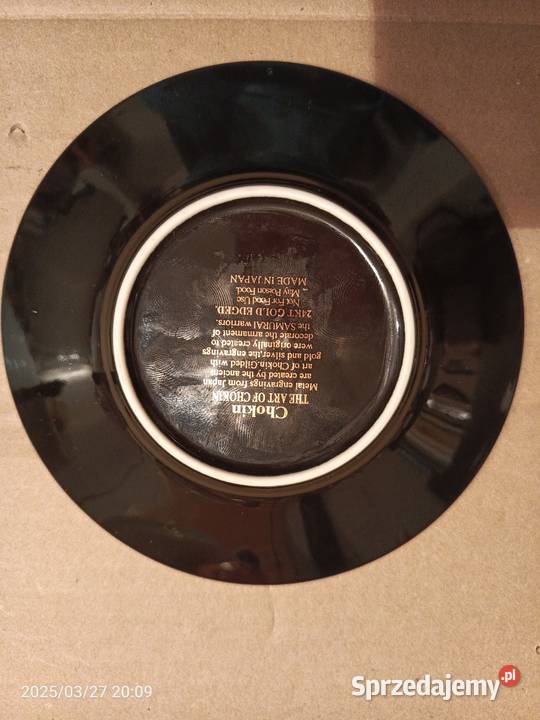 Chokin
THE ART OF CHOKIN
Metal engravings from Japan
are created by the ancient
art of chokin.Gilded with
gold and silver,the engravings
were originally created to
decorate the armament of
the SAMURAI warriors.
24KT GOLD EDGED.
Not For Food Use
May Poison Food.
MADE IN JAPAN
2025/03/27 20:09
Sprzedajemy.pl